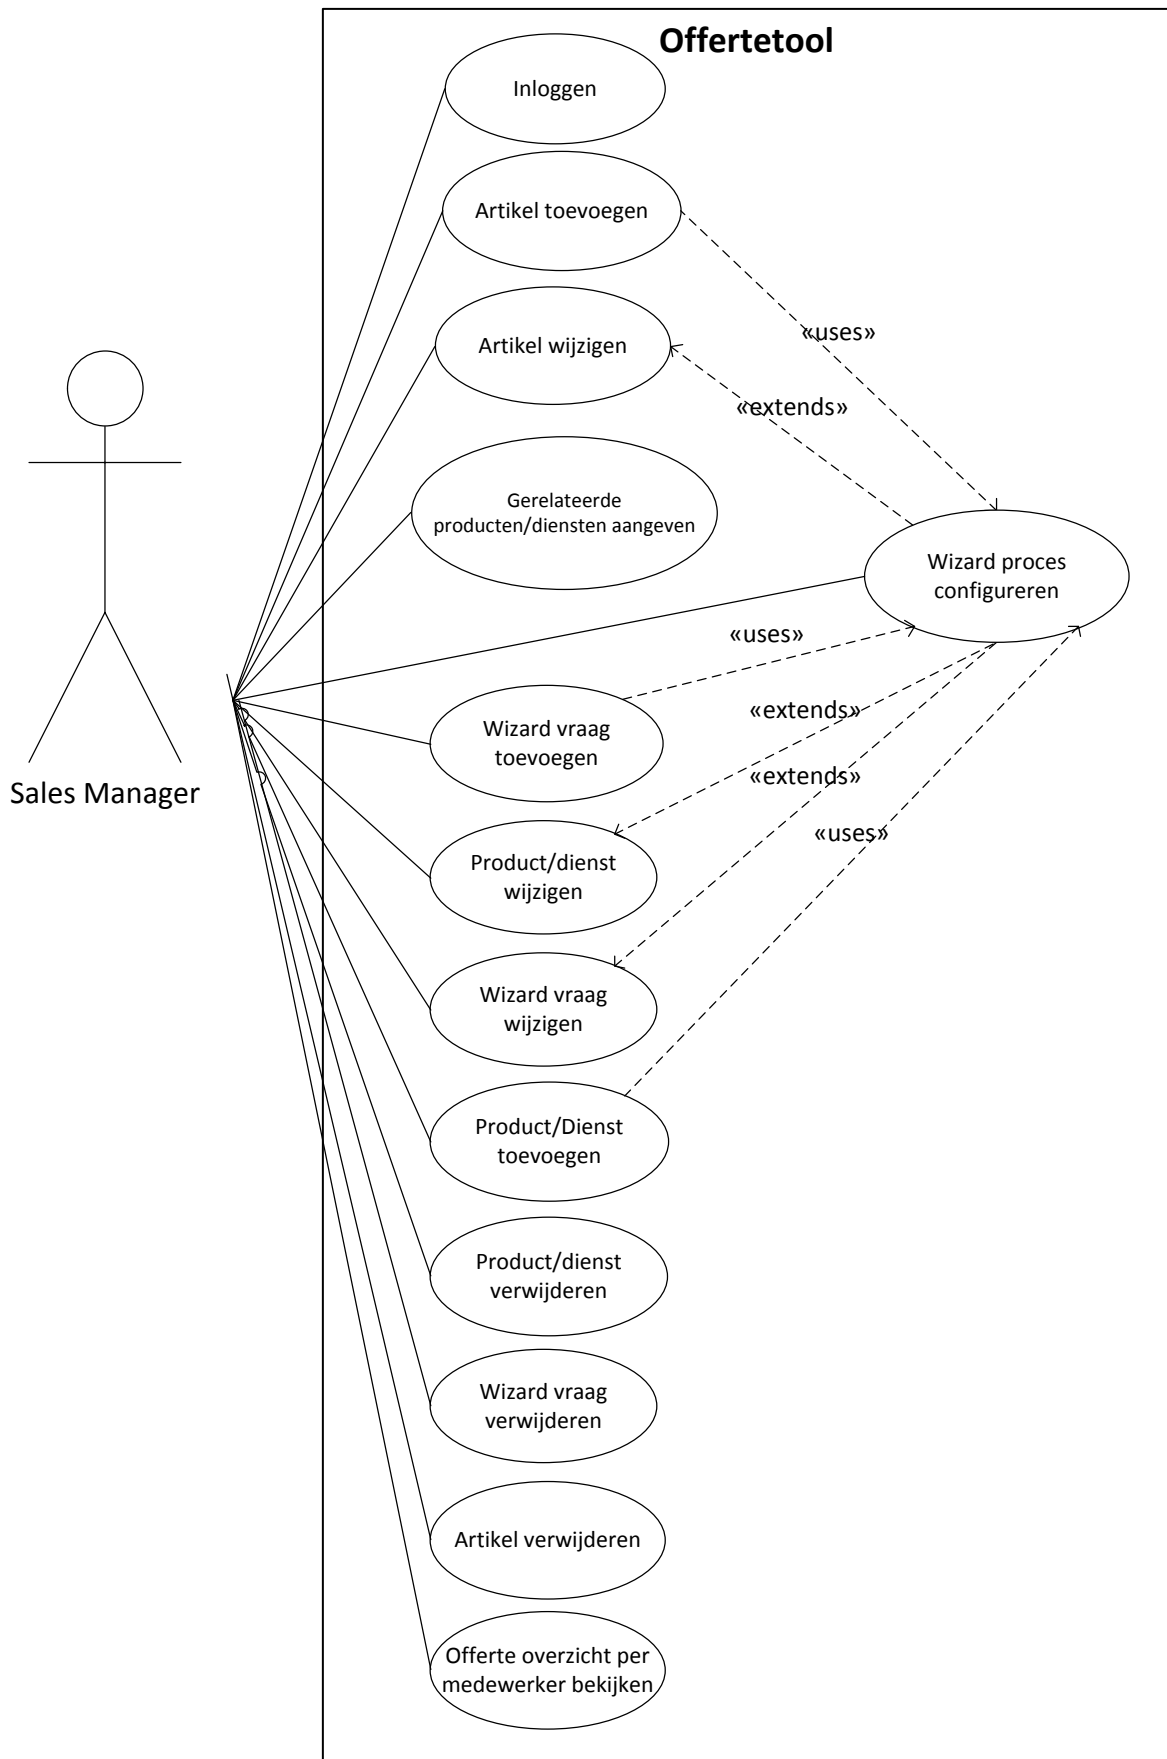 Offertetool
Inloggen
Artikel toevoegen
«uses»
Artikel wijzigen
«extends»
Gerelateerde
producten/diensten aangeven
Wizard proces
configureren
«uses»
Wizard vraag
toevoegen
«extends»
«extends»
Sales Manager
«uses»
Product/dienst
wijzigen
Wizard vraag
wijzigen
Product/Dienst
toevoegen
Product/dienst
verwijderen
Wizard vraag
verwijderen
Artikel verwijderen
Offerte overzicht per
medewerker bekijken